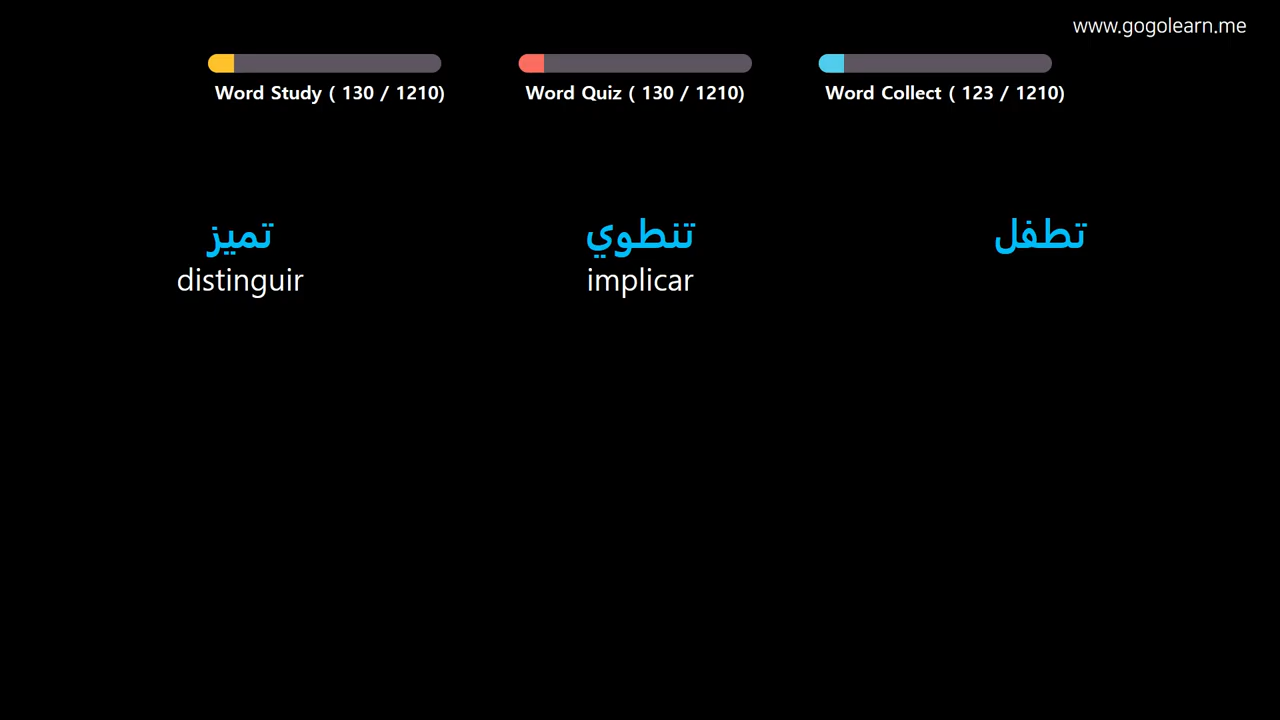 www.gogolearn.me
Word Study ( 130 / 1210)
Word Quiz ( 130 / 1210)
Word Collect ( 123 / 1210)
تميز
distinguir
تنطوي
implicar
تطفل